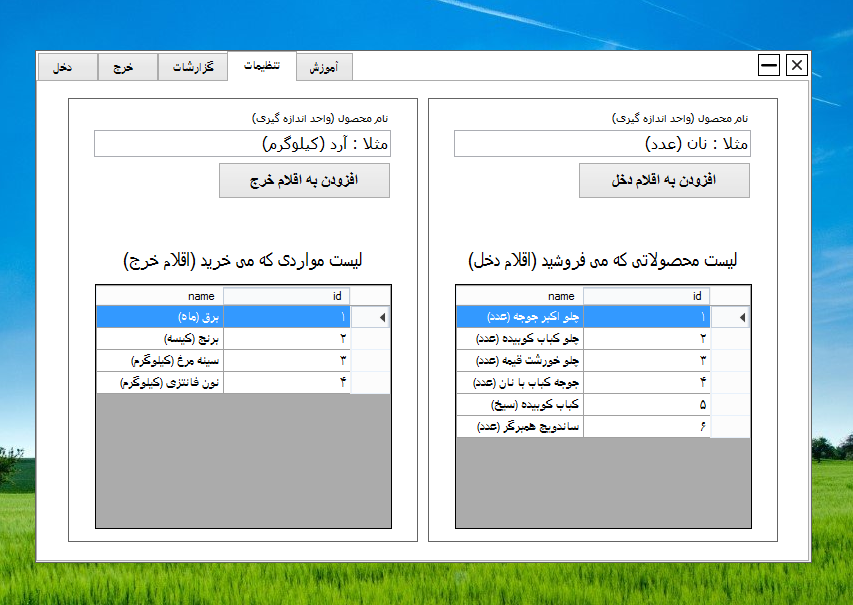 آموزش
تنظیمات
گزارشات
خرج
دخل
نام محصول (واحد اندازه گیری)
مثلا : نان (عدد)
افزودن به اقلام دخل
لیست محصولاتی که می فروشید (اقلام دخل)
id name
۱ چلو اکبر جوجه (عدد)
۲ چلو کباب کوبیده (عدد)
۳ چلو خورشت قیمه (عدد)
۴ جوجه کباب با نان (عدد)
۵ کباب کوبیده (سیخ)
۶ ساندویچ همبرگر (عدد)
نام محصول (واحد اندازه گیری)
مثلا : آرد (کیلوگرم)
افزودن به اقلام خرج
لیست مواردی که می خرید (اقلام خرج)
id name
۱ برق (ماه)
۲ برنج (کیسه)
۳ سینه مرغ (کیلوگرم)
۴ نون فانتزی (کیلوگرم)